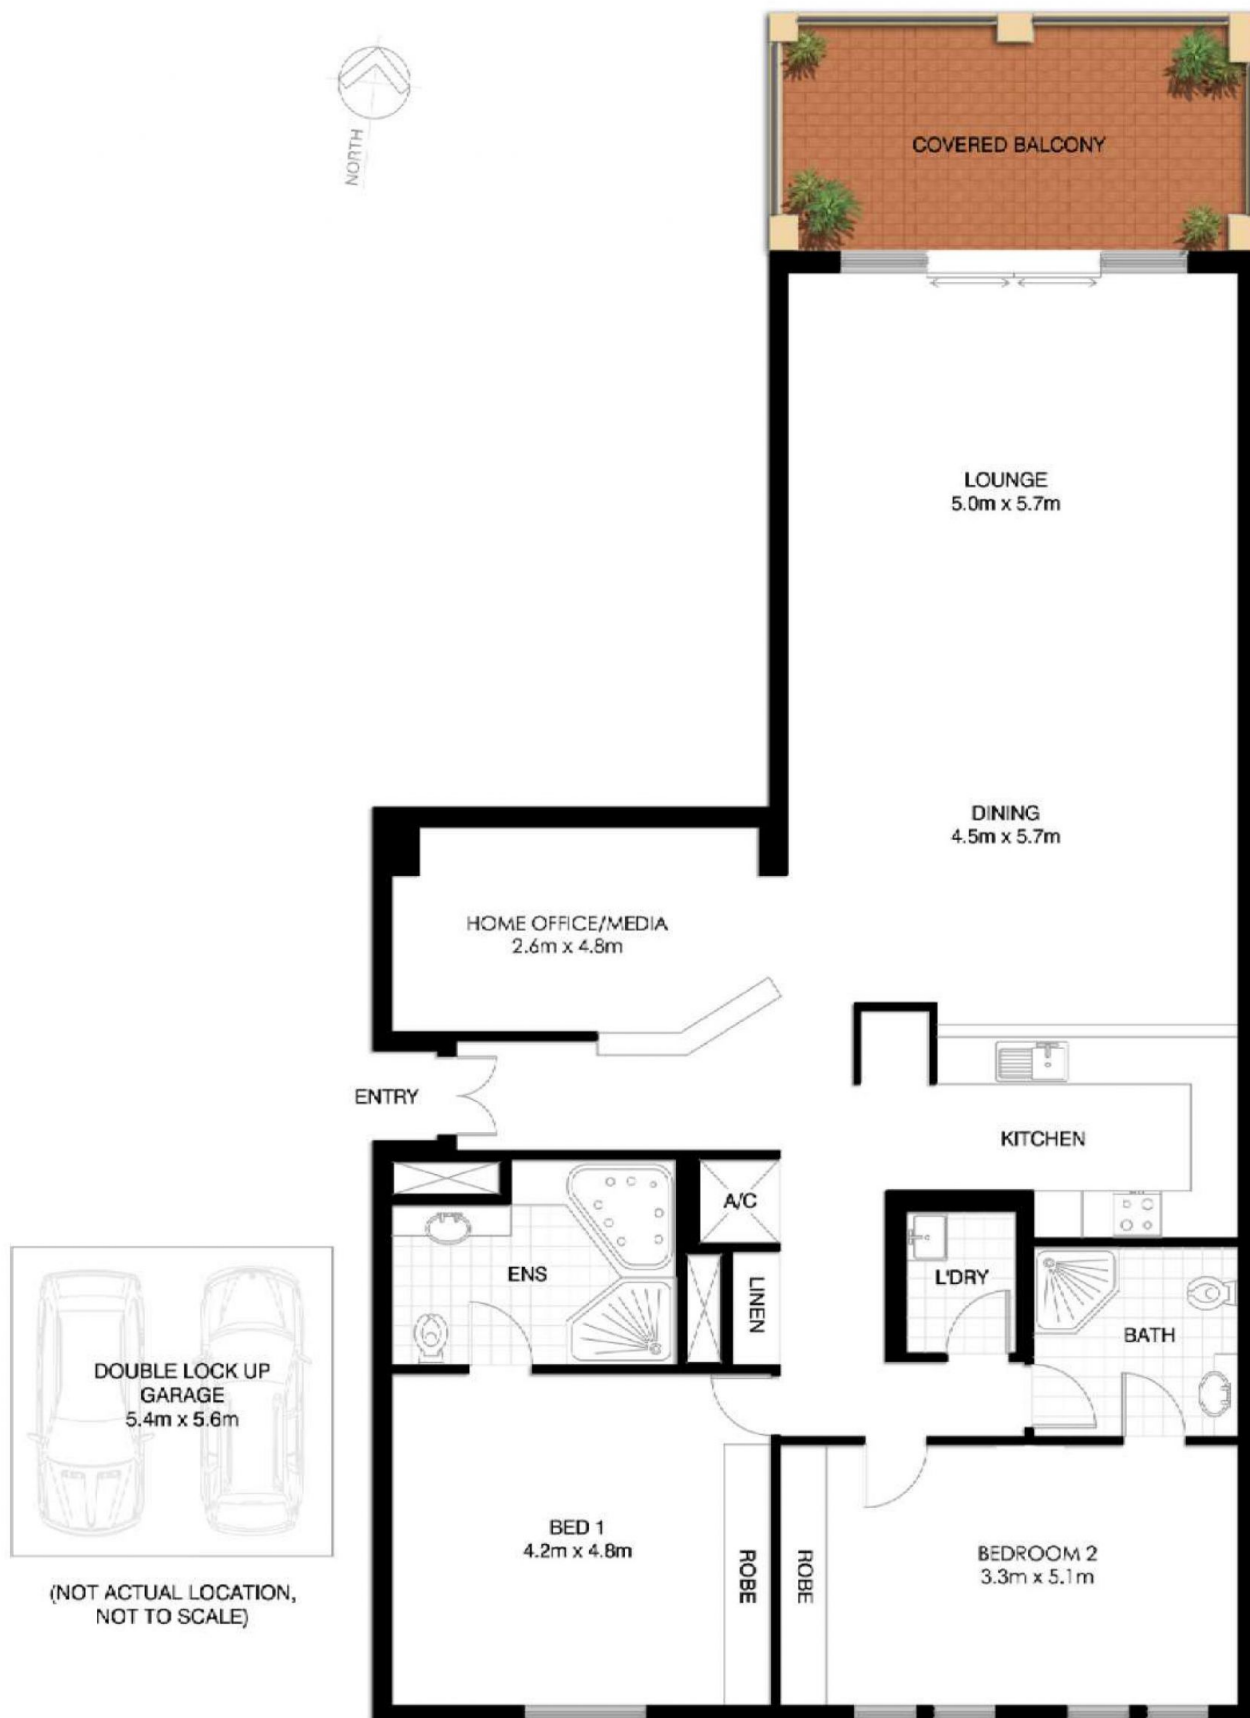 NORTH
COVERED BALCONY
LOUNGE
5.0m x 5.7m
DINING
4.5m x 5.7m
HOME OFFICE/MEDIA
2.6m x 4.8m
ENTRY
KITCHEN
A/C
ENS
LINEN
L'DRY
BATH
DOUBLE LOCK UP
GARAGE
5.4m x 5.6m
(NOT ACTUAL LOCATION,
NOT TO SCALE)
BED 1
4.2m x 4.8m
ROBE
ROBE
BEDROOM 2
3.3m x 5.1m